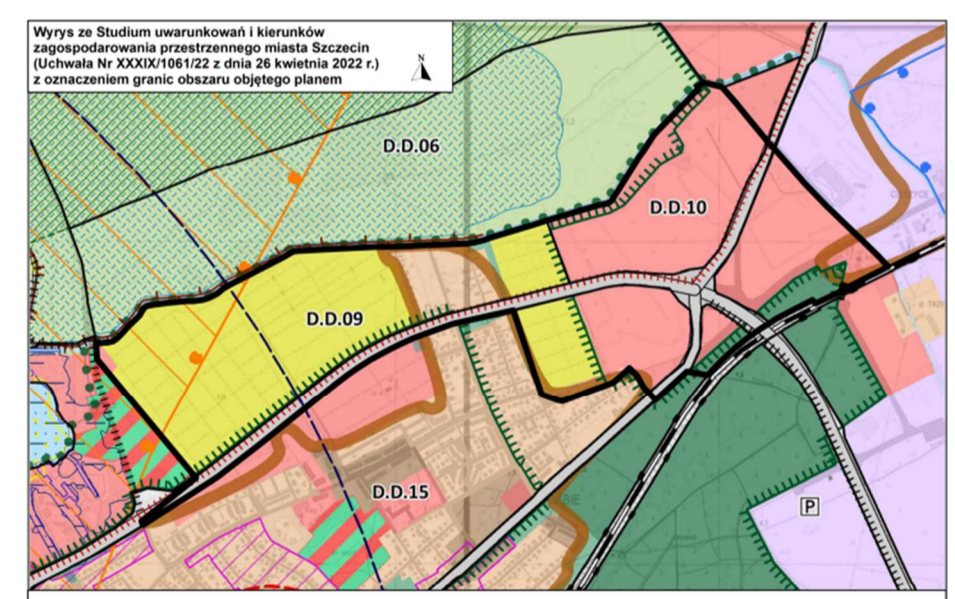 Wyrys ze Studium uwarunkowań i kierunków
zagospodarowania przestrzennego miasta Szczecin
(Uchwała Nr XXXIX/1061/22 z dnia 26 kwietnia 2022 r.)
z oznaczeniem granic obszaru objętego planem
N
D.D.06
D.D.10
D.D.09
D.D.15
P